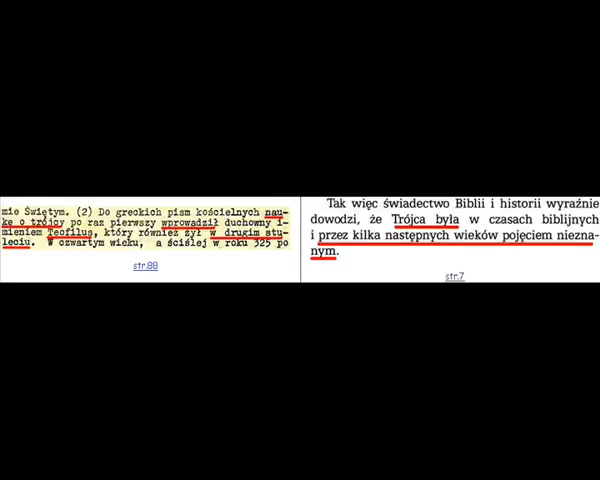 mie Świętym. (2) Do greckich pism kościelnych nau-
kę o trójcy po raz pierwszy wprowadził duchowny i-
mieniem Teofilus, który również żył w drugim stu-
leciu. W czwartym wieku, a ściślej w roku 325 po
str.88
Tak więc świadectwo Biblii i historii wyraźnie
dowodzi, że Trójca była w czasach biblijnych
i przez kilka następnych wieków pojęciem niezna-
nym.
str.7